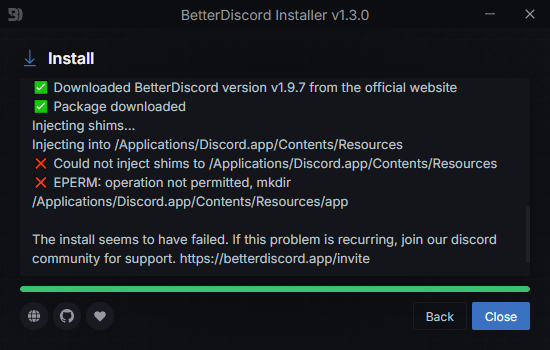 BetterDiscord Installer v1.3.0
Install
✅ Downloaded BetterDiscord version v1.9.7 from the official website
✅ Package downloaded
Injecting shims...
Injecting into /Applications/Discord.app/Contents/Resources
❌ Could not inject shims to /Applications/Discord.app/Contents/Resources
❌ EPERM: operation not permitted, mkdir
/Applications/Discord.app/Contents/Resources/app
The install seems to have failed. If this problem is recurring, join our discord
community for support. https://betterdiscord.app/invite
Back
Close